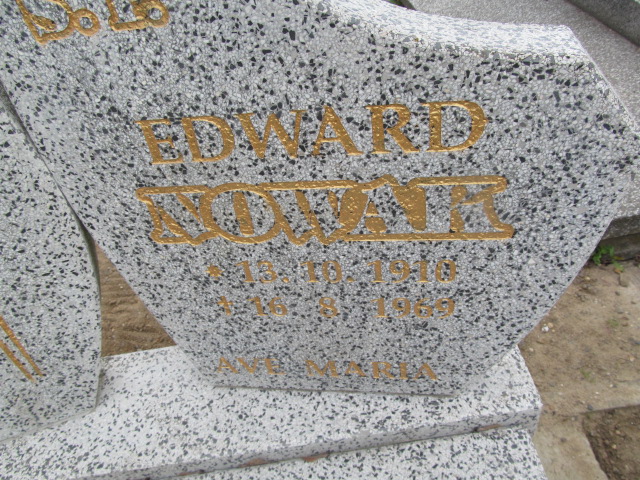 EDWARD
NOWAK
* 13. 10. 1910
† 16 8 1969
AVE MARIA